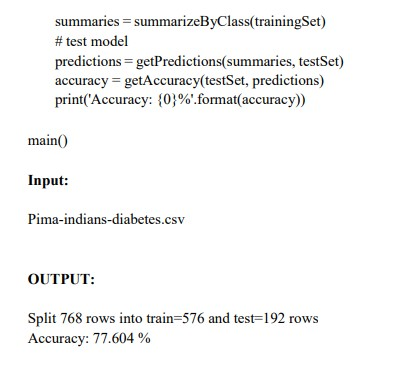 summaries = summarizeByClass(trainingSet)
# test model
predictions = getPredictions(summaries, testSet)
accuracy = getAccuracy(testSet, predictions)
print('Accuracy: {0}%'.format(accuracy))
main()
Input:
Pima-indians-diabetes.csv
OUTPUT:
Split 768 rows into train=576 and test=192 rows
Accuracy: 77.604 %